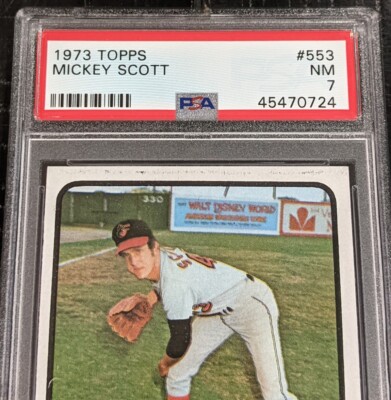 1973 TOPPS #553
MICKEY SCOTT NM
7
PSA 45470724
330
WALT DISNEY WORLD